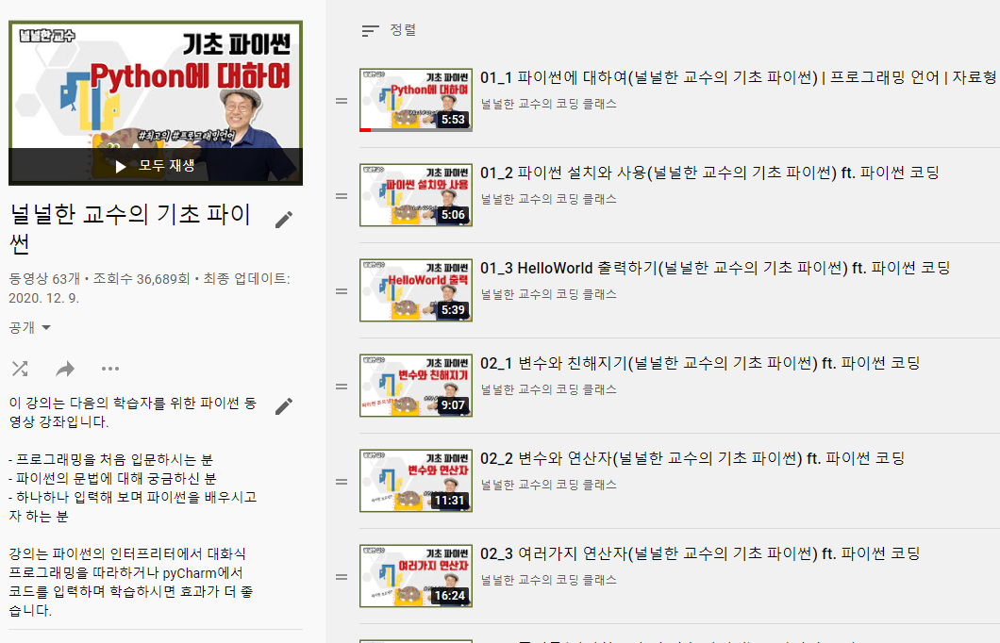 널널한 교수
기초 파이썬
Python에 대하여
#최고의 #프로그래밍언어
모두 재생
널널한 교수의 기초 파이
썬
동영상 63개 • 조회수 36,689회 • 최종 업데이트:
2020. 12. 9.
공개
이 강의는 다음의 학습자를 위한 파이썬 동
영상 강좌입니다.
- 프로그래밍을 처음 입문하시는 분
- 파이썬의 문법에 대해 궁금하신 분
- 하나하나 입력해 보며 파이썬을 배우시고
자 하는 분
강의는 파이썬의 인터프리터에서 대화식
프로그래밍을 따라하거나 pyCharm에서
코드를 입력하며 학습하시면 효과가 더 좋
습니다.
정렬
기초 파이썬
Python에 대하여
5:53
01_1 파이썬에 대하여(널널한 교수의 기초 파이썬) | 프로그래밍 언어 | 자료형
널널한 교수의 코딩 클래스
기초 파이썬
파이썬 설치와 사용
5:06
01_2 파이썬 설치와 사용(널널한 교수의 기초 파이썬) ft. 파이썬 코딩
널널한 교수의 코딩 클래스
기초 파이썬
HelloWorld 출력
5:39
01_3 HelloWorld 출력하기(널널한 교수의 기초 파이썬) ft. 파이썬 코딩
널널한 교수의 코딩 클래스
기초 파이썬
변수와 친해지기
9:07
02_1 변수와 친해지기(널널한 교수의 기초 파이썬) ft. 파이썬 코딩
널널한 교수의 코딩 클래스
기초 파이썬
변수와 연산자
11:31
02_2 변수와 연산자(널널한 교수의 기초 파이썬) ft. 파이썬 코딩
널널한 교수의 코딩 클래스
기초 파이썬
여러가지 연산자
16:24
02_3 여러가지 연산자(널널한 교수의 기초 파이썬) ft. 파이썬 코딩
널널한 교수의 코딩 클래스